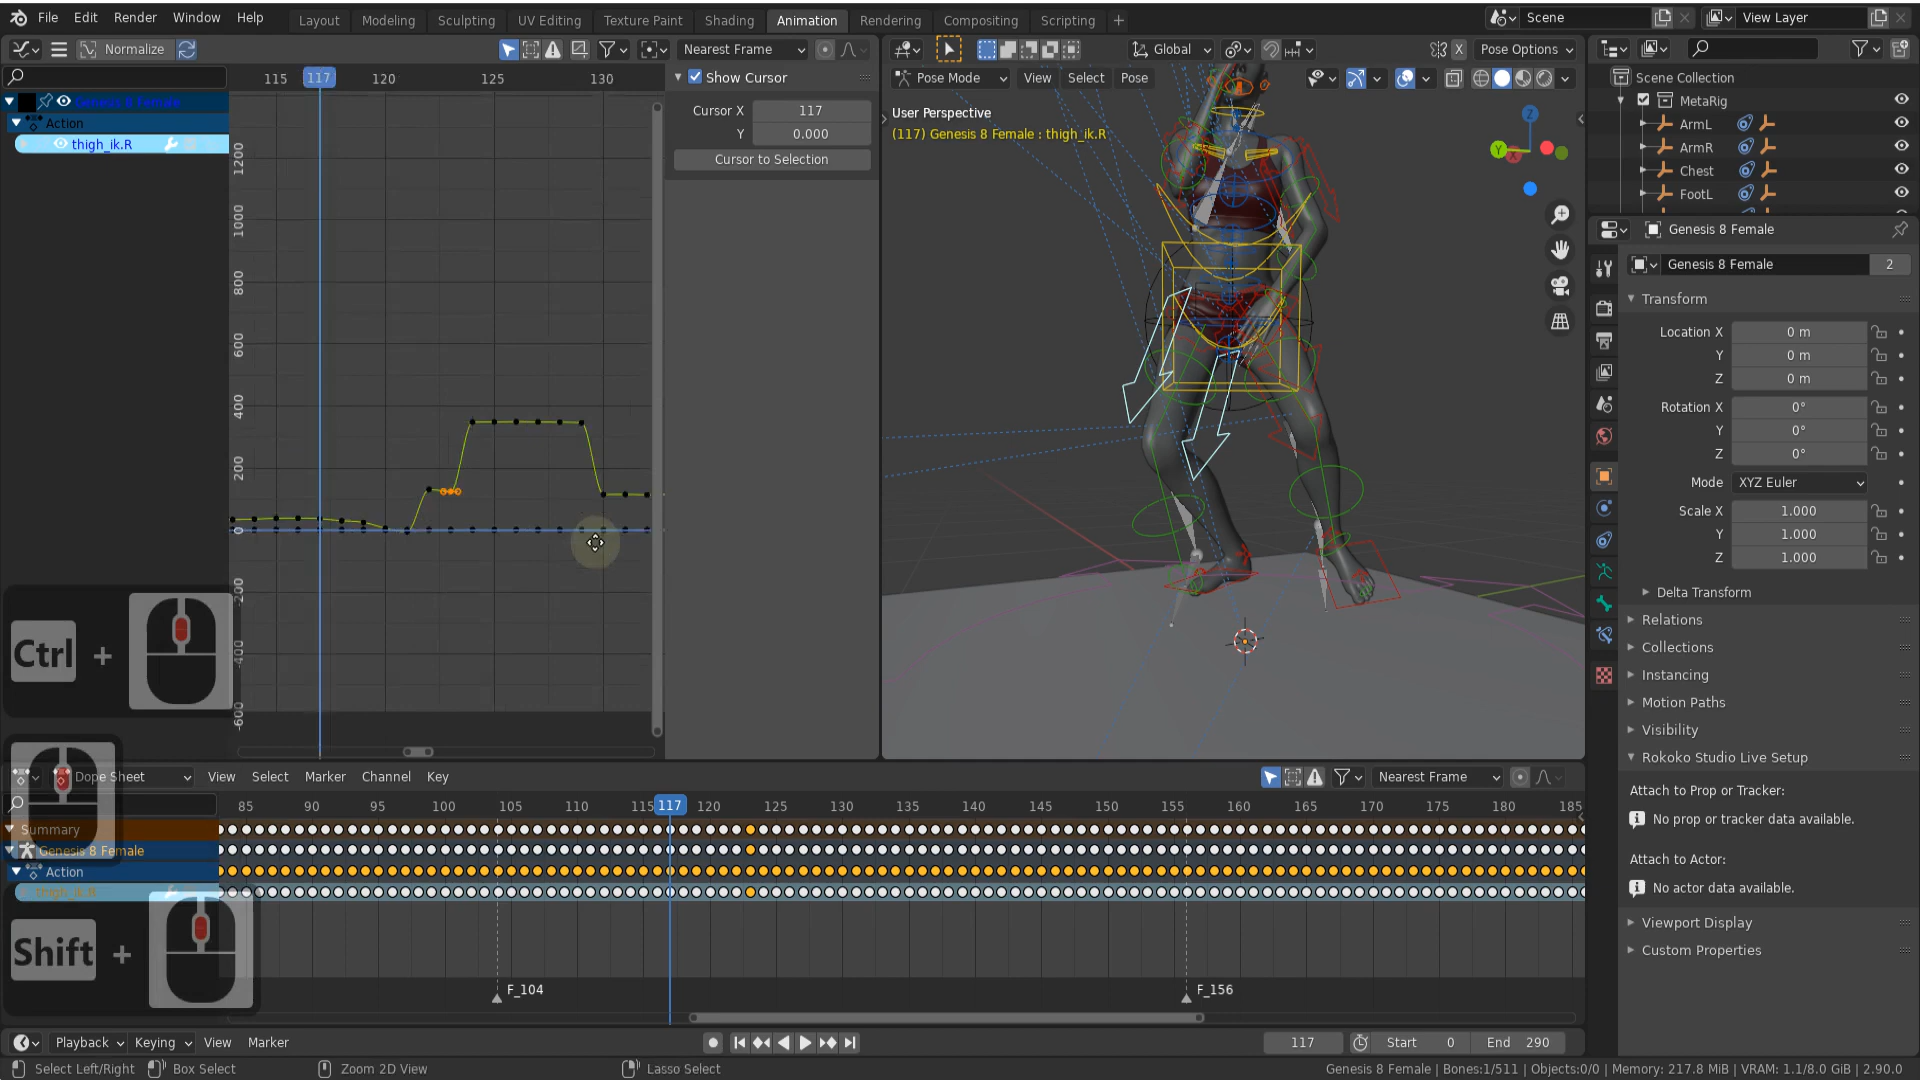 File Edit Render Window Help
Layout Modeling Sculpting UV Editing Texture Paint Shading Animation Rendering Compositing Scripting +
Scene
View Layer
Normalize
Nearest Frame
Global
X
Pose Options
115 117 120 125 130
Show Cursor
Pose Mode View Select Pose
Scene Collection
Genesis 8 Female
Action
thigh_ik.R
Cursor X 117
Y 0.000
Cursor to Selection
User Perspective
(117) Genesis 8 Female : thigh_ik.R
Z
Y
X
MetaRig
ArmL
ArmR
Chest
FootL
1200
1000
800
600
400
200
0
-200
-400
-600
Genesis 8 Female
Genesis 8 Female 2
Transform
Location X 0 m
Y 0 m
Z 0 m
Rotation X 0°
Y 0°
Z 0°
Mode XYZ Euler
Scale X 1.000
Y 1.000
Z 1.000
Delta Transform
Relations
Collections
Instancing
Motion Paths
Visibility
Rokoko Studio Live Setup
Attach to Prop or Tracker:
No prop or tracker data available.
Attach to Actor:
No actor data available.
Viewport Display
Custom Properties
Ctrl +
Dope Sheet View Select Marker Channel Key
Nearest Frame
85 90 95 100 105 110 115 117 120 125 130 135 140 145 150 155 160 165 170 175 180 185
Summary
Genesis 8 Female
Action
thigh_ik.R
Shift +
F_104
F_156
Playback Keying View Marker
117
Start 0
End 290
Select Left/Right Box Select Zoom 2D View Lasso Select
Genesis 8 Female | Bones:1/511 | Objects:0/0 | Memory: 217.8 MiB | VRAM: 1.1/8.0 GiB | 2.90.0